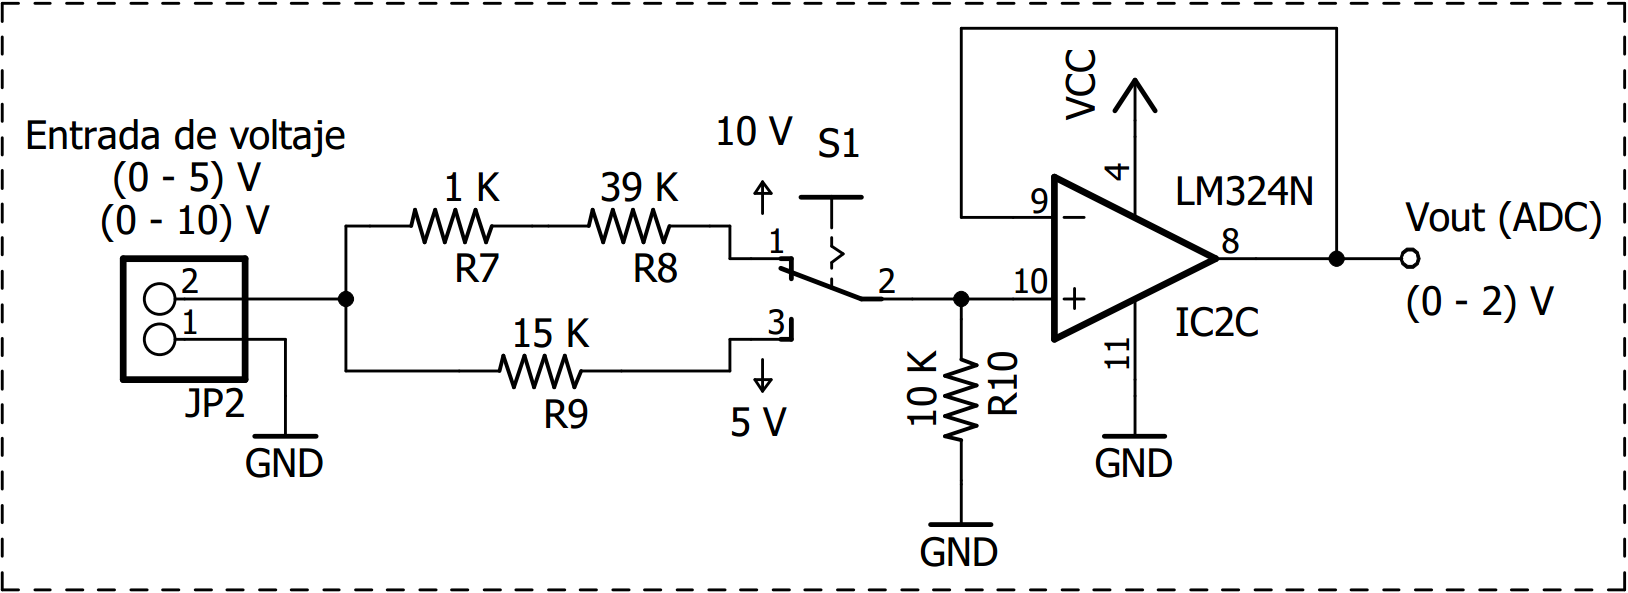 Entrada de voltaje
(0 - 5) V
(0 - 10) V
2
1
JP2
GND
1 K
R7
39 K
R8
15 K
R9
10 V
S1
1
2
3
5 V
10 K
R10
GND
VCC
4
9
10
8
11
LM324N
IC2C
GND
Vout (ADC)
(0 - 2) V